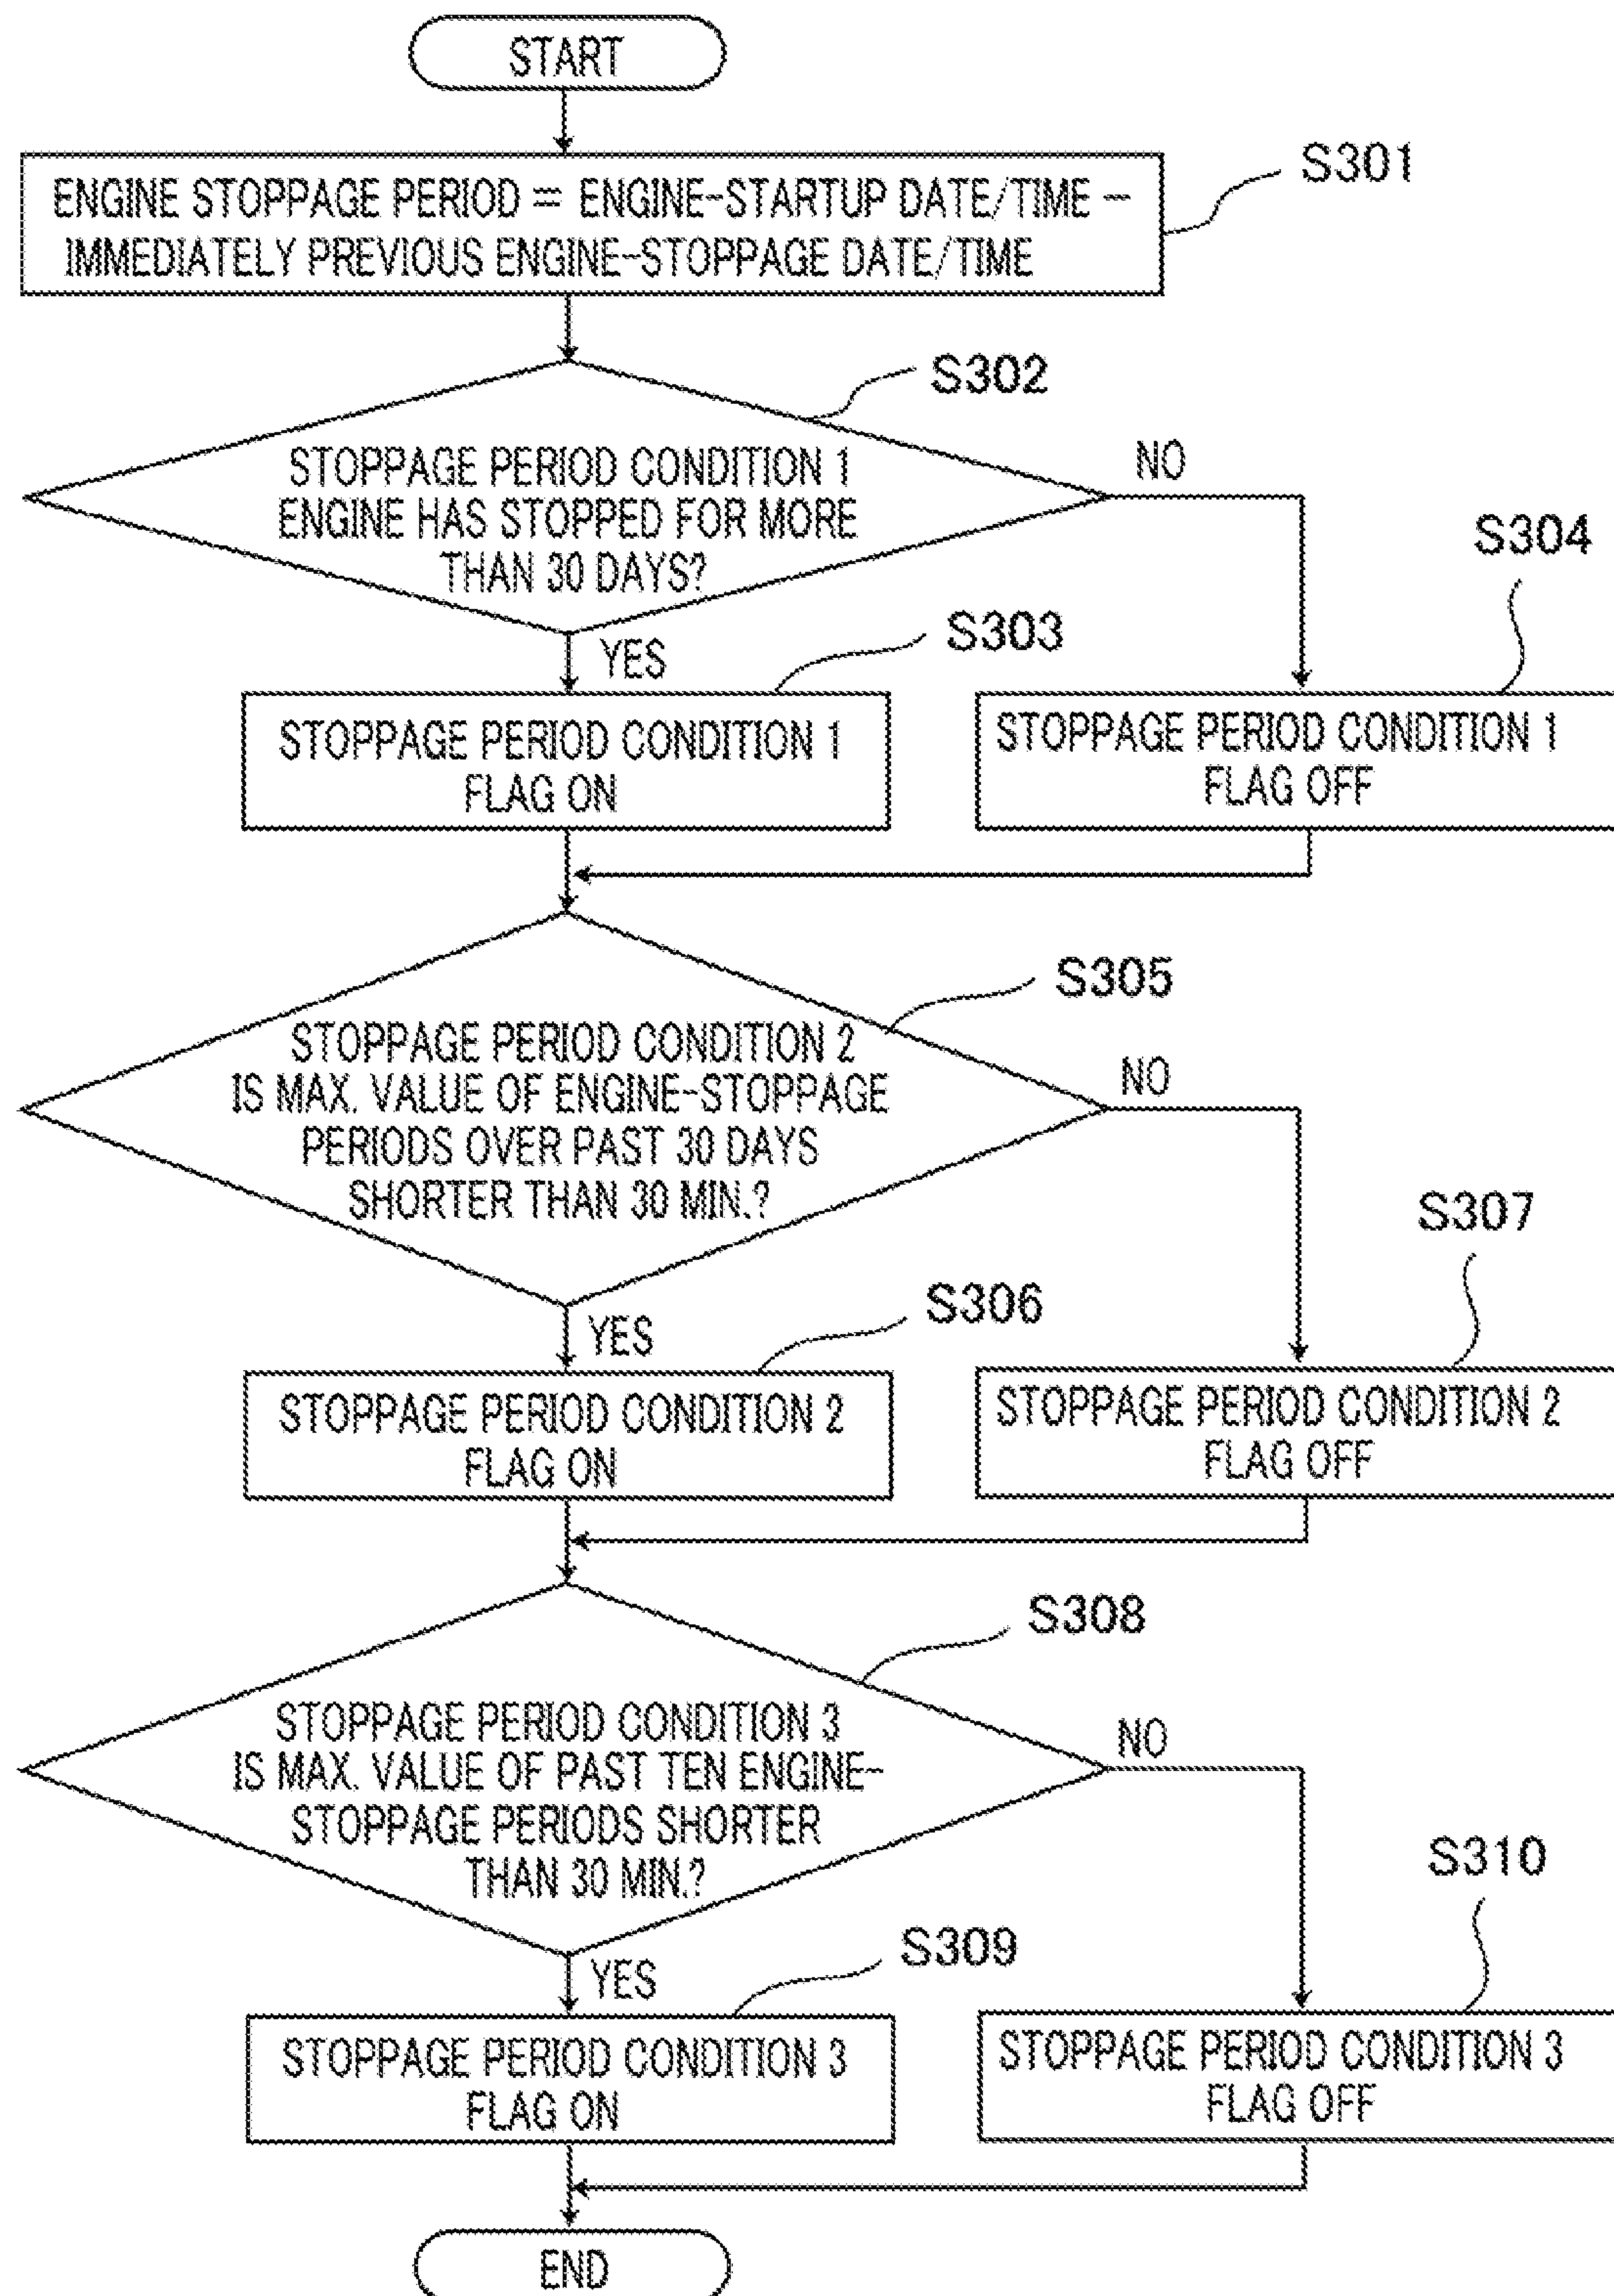 START
S301
ENGINE STOPPAGE PERIOD = ENGINE-STARTUP DATE/TIME -
IMMEDIATELY PREVIOUS ENGINE-STOPPAGE DATE/TIME
S302
STOPPAGE PERIOD CONDITION 1
ENGINE HAS STOPPED FOR MORE
THAN 30 DAYS?
NO
S304
YES
S303
STOPPAGE PERIOD CONDITION 1
FLAG ON
STOPPAGE PERIOD CONDITION 1
FLAG OFF
S305
STOPPAGE PERIOD CONDITION 2
IS MAX. VALUE OF ENGINE-STOPPAGE
PERIODS OVER PAST 30 DAYS
SHORTER THAN 30 MIN.?
NO
S307
YES
S306
STOPPAGE PERIOD CONDITION 2
FLAG ON
STOPPAGE PERIOD CONDITION 2
FLAG OFF
S308
STOPPAGE PERIOD CONDITION 3
IS MAX. VALUE OF PAST TEN ENGINE-
STOPPAGE PERIODS SHORTER
THAN 30 MIN.?
NO
S310
YES
S309
STOPPAGE PERIOD CONDITION 3
FLAG ON
STOPPAGE PERIOD CONDITION 3
FLAG OFF
END